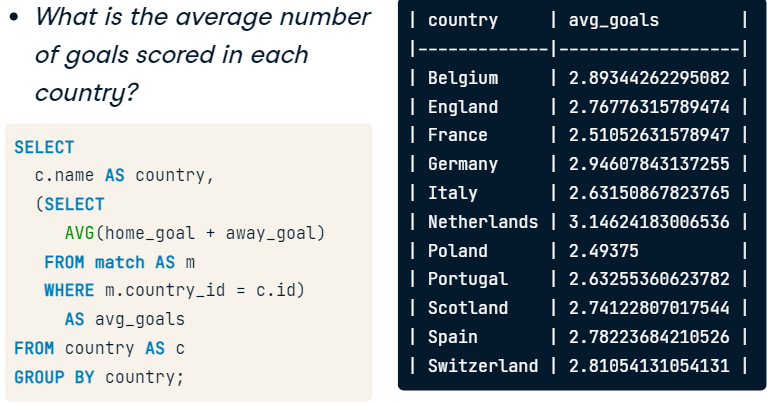 • What is the average number
of goals scored in each
country?
SELECT
c.name AS country,
(SELECT
AVG(home_goal + away_goal)
FROM match AS m
WHERE m.country_id = c.id)
AS avg_goals
FROM country AS c
GROUP BY country;
| country | avg_goals |
|-------------|------------------|
| Belgium | 2.89344262295082 |
| England | 2.76776315789474 |
| France | 2.51052631578947 |
| Germany | 2.94607843137255 |
| Italy | 2.63150867823765 |
| Netherlands | 3.14624183006536 |
| Poland | 2.49375 |
| Portugal | 2.63255360623782 |
| Scotland | 2.74122807017544 |
| Spain | 2.78223684210526 |
| Switzerland | 2.81054131054131 |